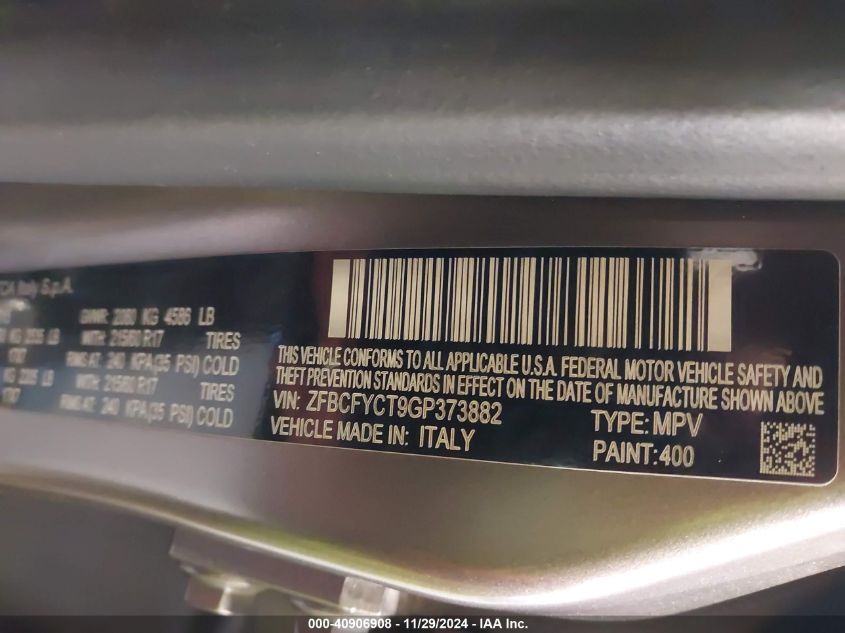 Italy S.p.A.
GVWR: 2080 KG 4586 LB
WITH: 215/60 R17 TIRES
RIMS AT: 240 KPA(35 PSI) COLD
WITH: 215/60 R17 TIRES
RIMS AT: 240 KPA(35 PSI) COLD
THIS VEHICLE CONFORMS TO ALL APPLICABLE U.S.A. FEDERAL MOTOR VEHICLE SAFETY AND
THEFT PREVENTION STANDARDS IN EFFECT ON THE DATE OF MANUFACTURE SHOWN ABOVE
VIN: ZFBCFYCT9GP373882 TYPE: MPV
VEHICLE MADE IN: ITALY PAINT:400
000-40906908 - 11/29/2024 - IAA Inc.